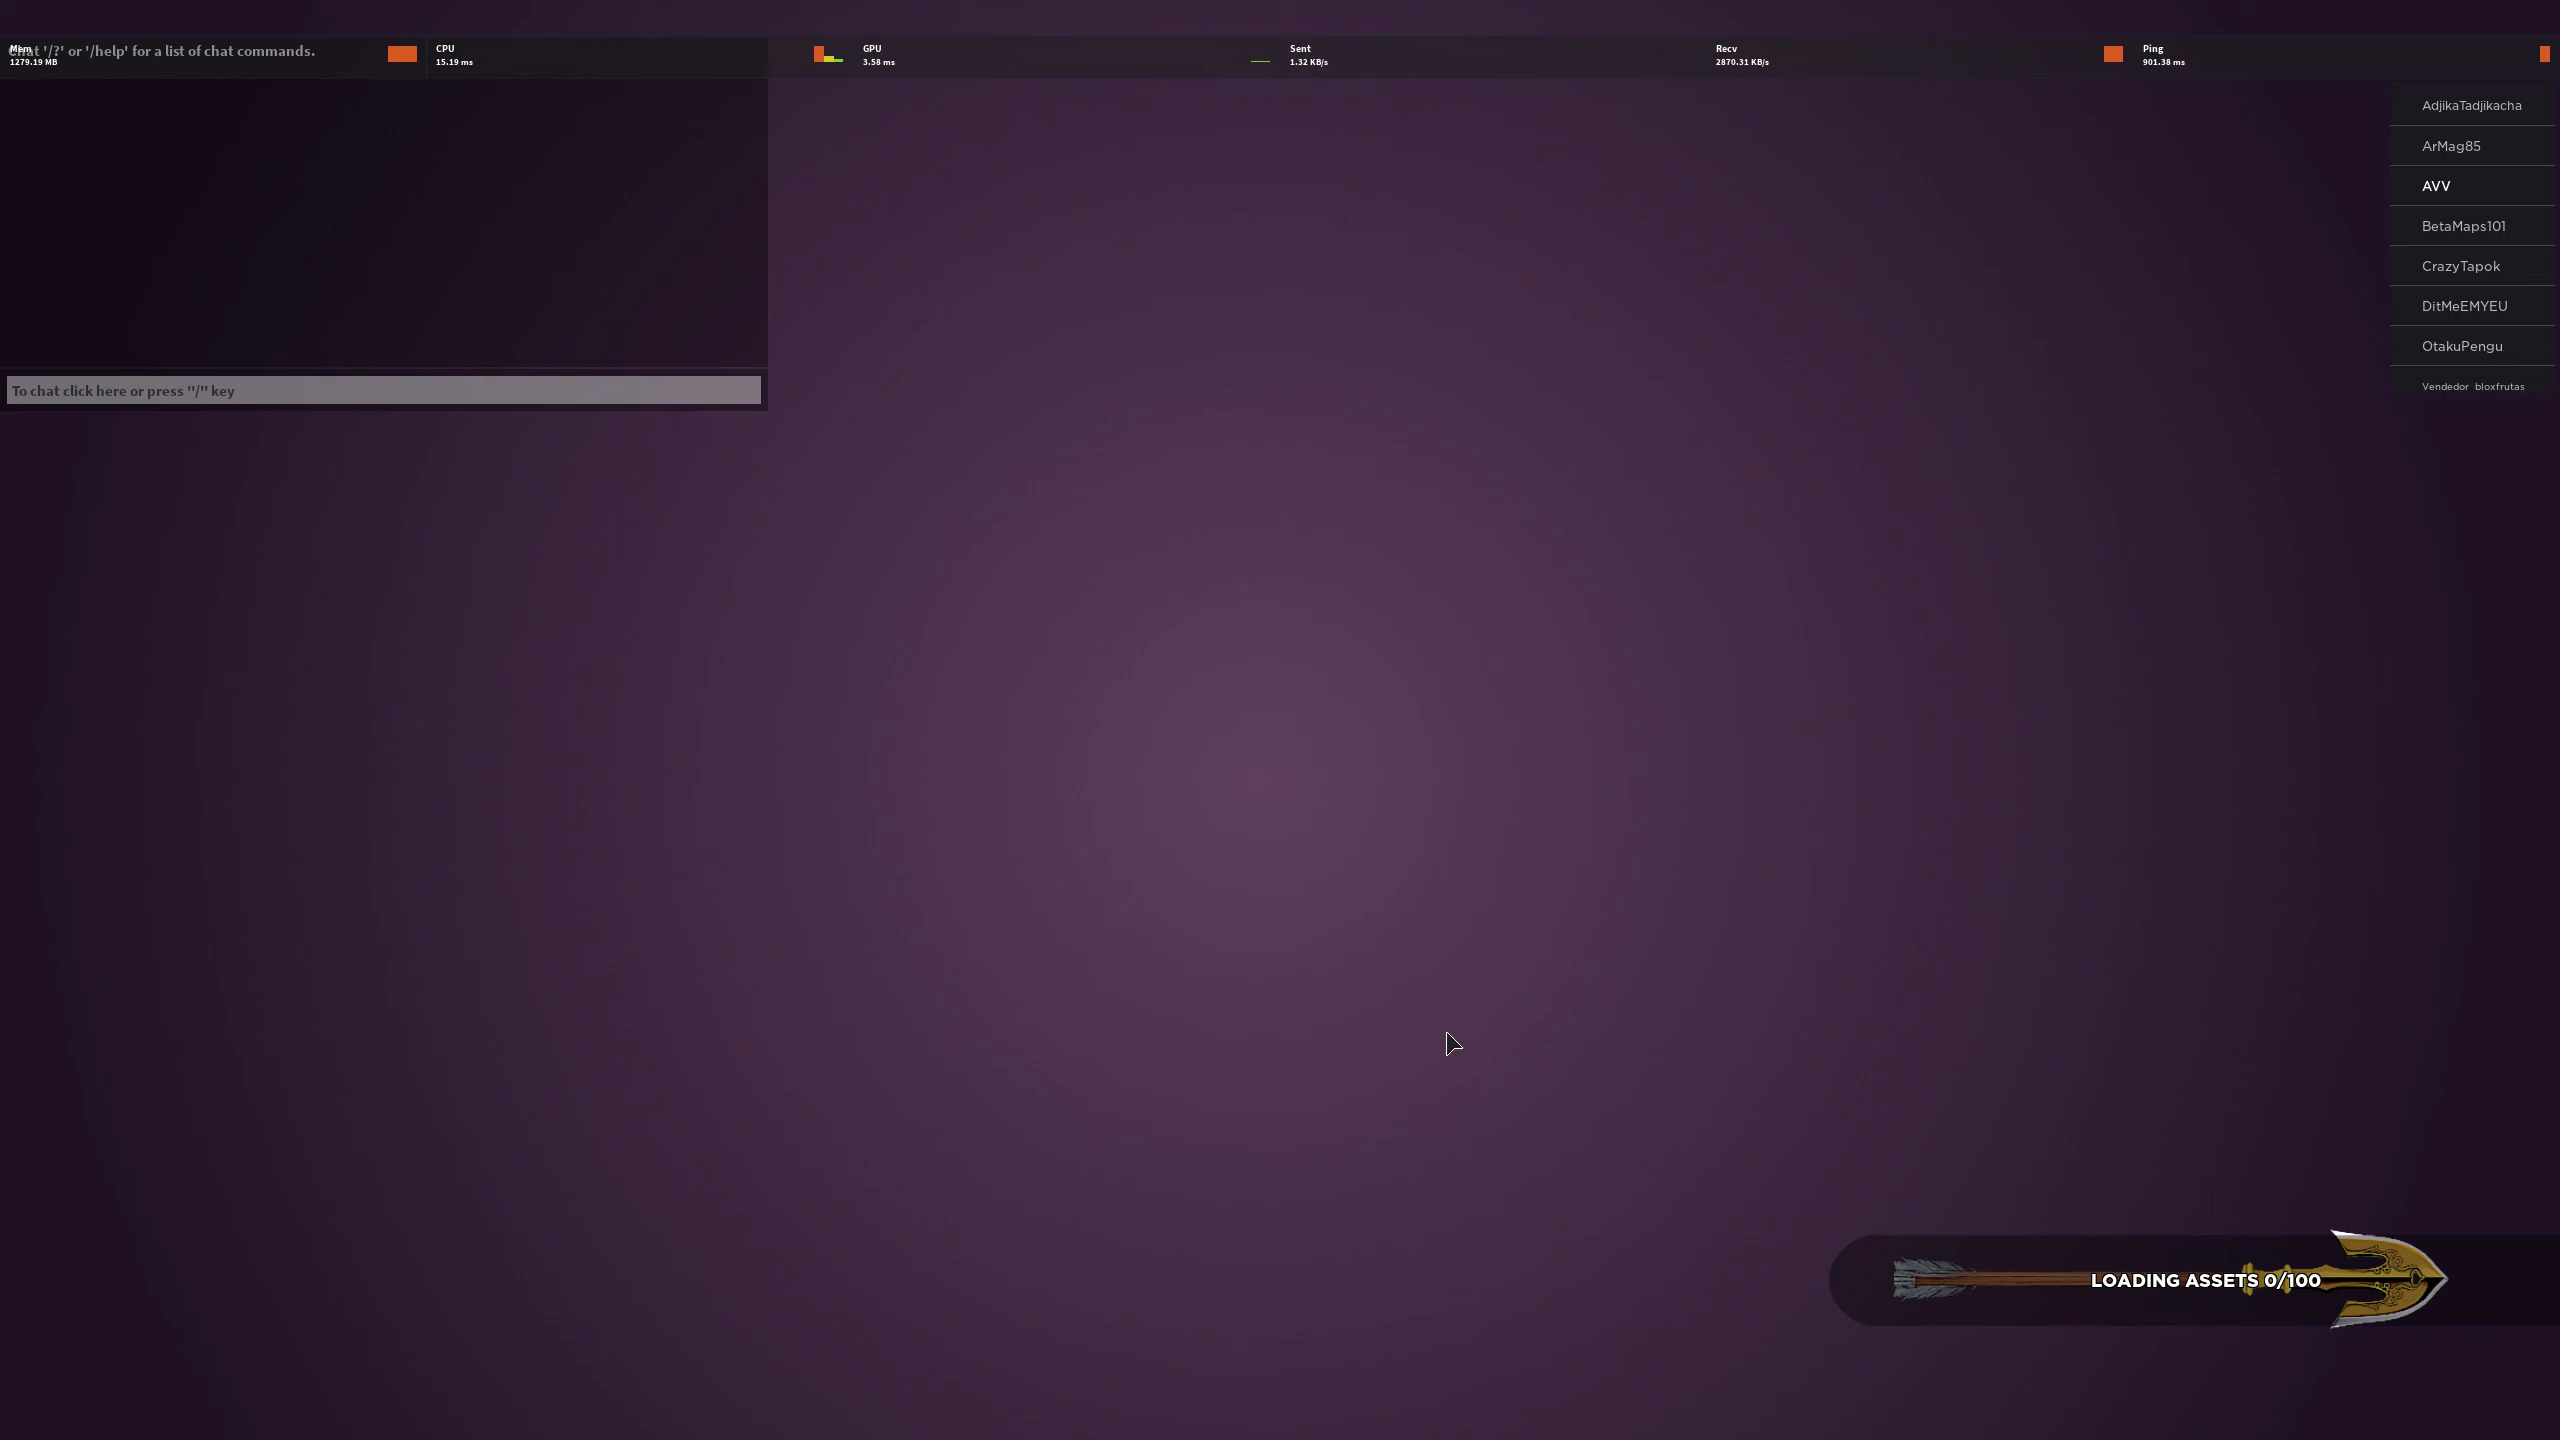 Chat '/?' or '/help' for a list of chat commands.
Mem
1279.19 MB
CPU
15.19 ms
GPU
3.58 ms
Sent
1.32 KB/s
Recv
2870.31 KB/s
Ping
901.38 ms
AdjikaTadjikacha
ArMag85
AVV
BetaMaps101
CrazyTapok
DitMeEMYEU
OtakuPengu
Vendedor_bloxfrutas
To chat click here or press "/" key
LOADING ASSETS 0/100